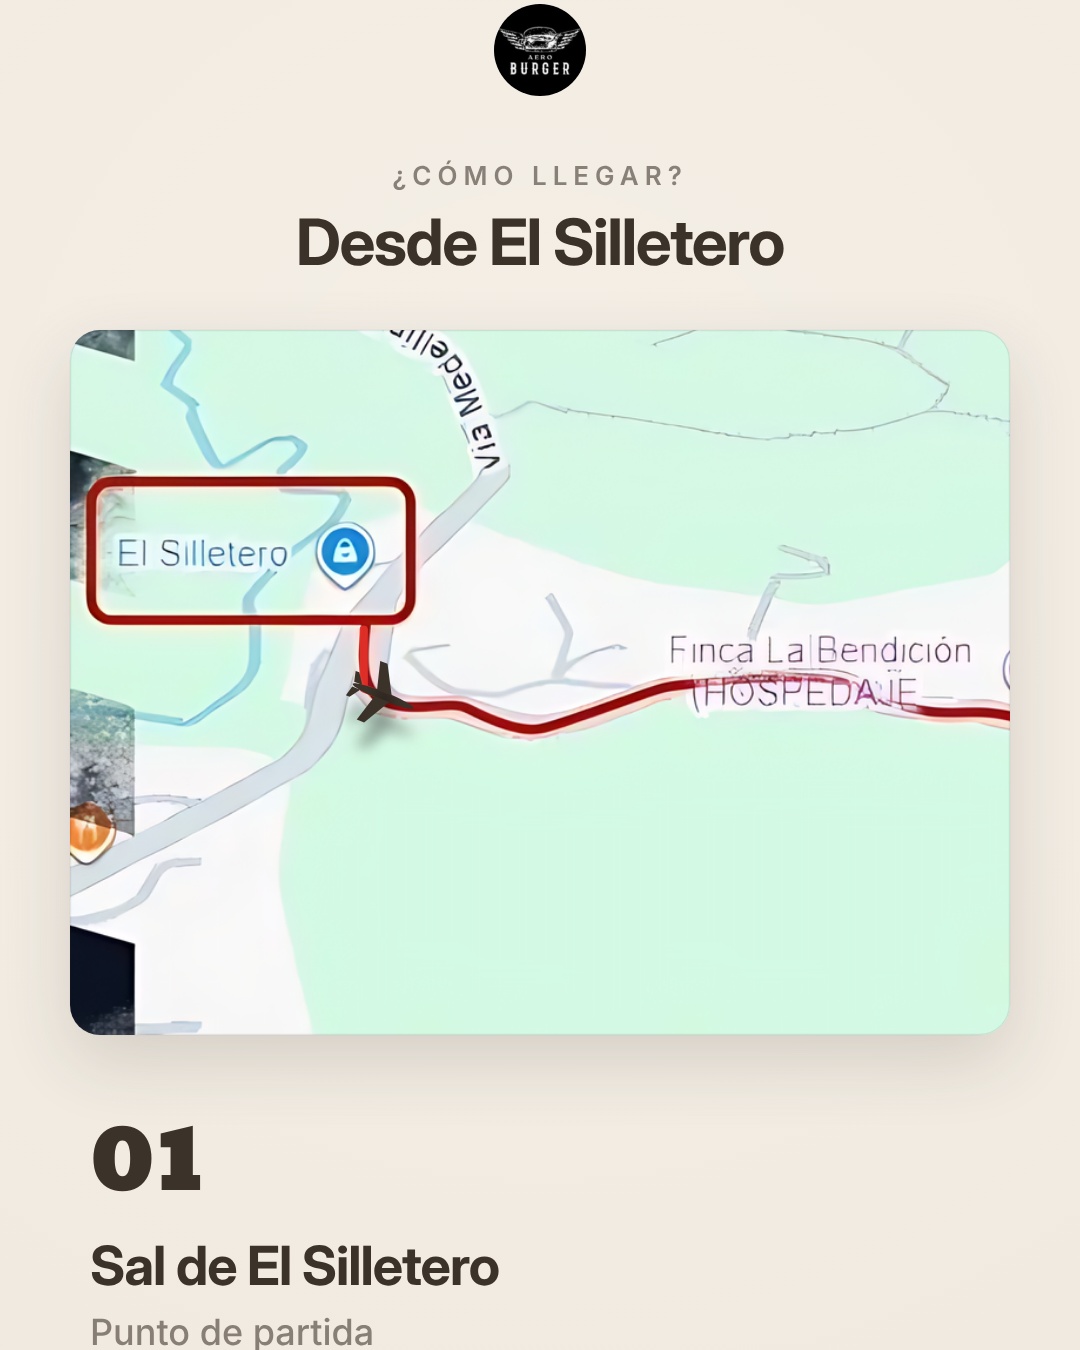 AERO
BURGER
¿CÓMO LLEGAR?
Desde El Silletero
Vía Medellín
El Silletero
Finca La Bendición
(HOSPEDAJE
01
Sal de El Silletero
Punto de partida